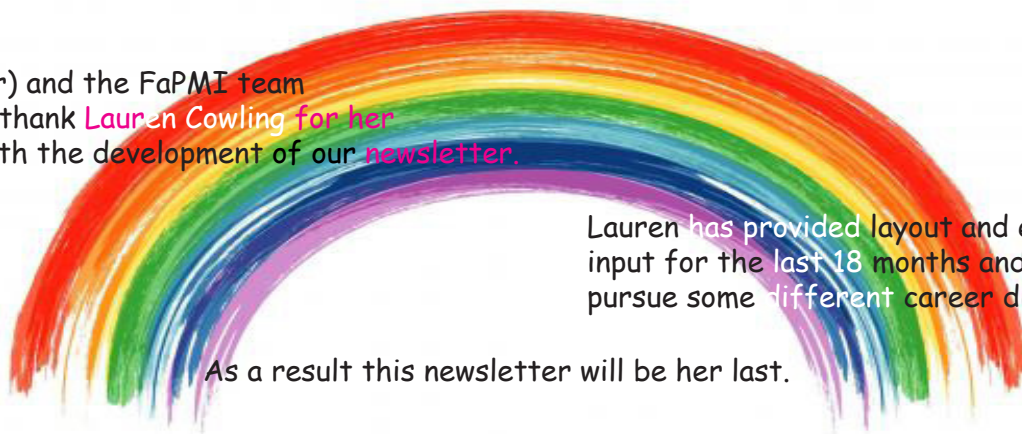 r) and the FaPMI team
thank Lauren Cowling for her
th the development of our newsletter.
Lauren has provided layout and
input for the last 18 months and
pursue some different career d
As a result this newsletter will be her last.